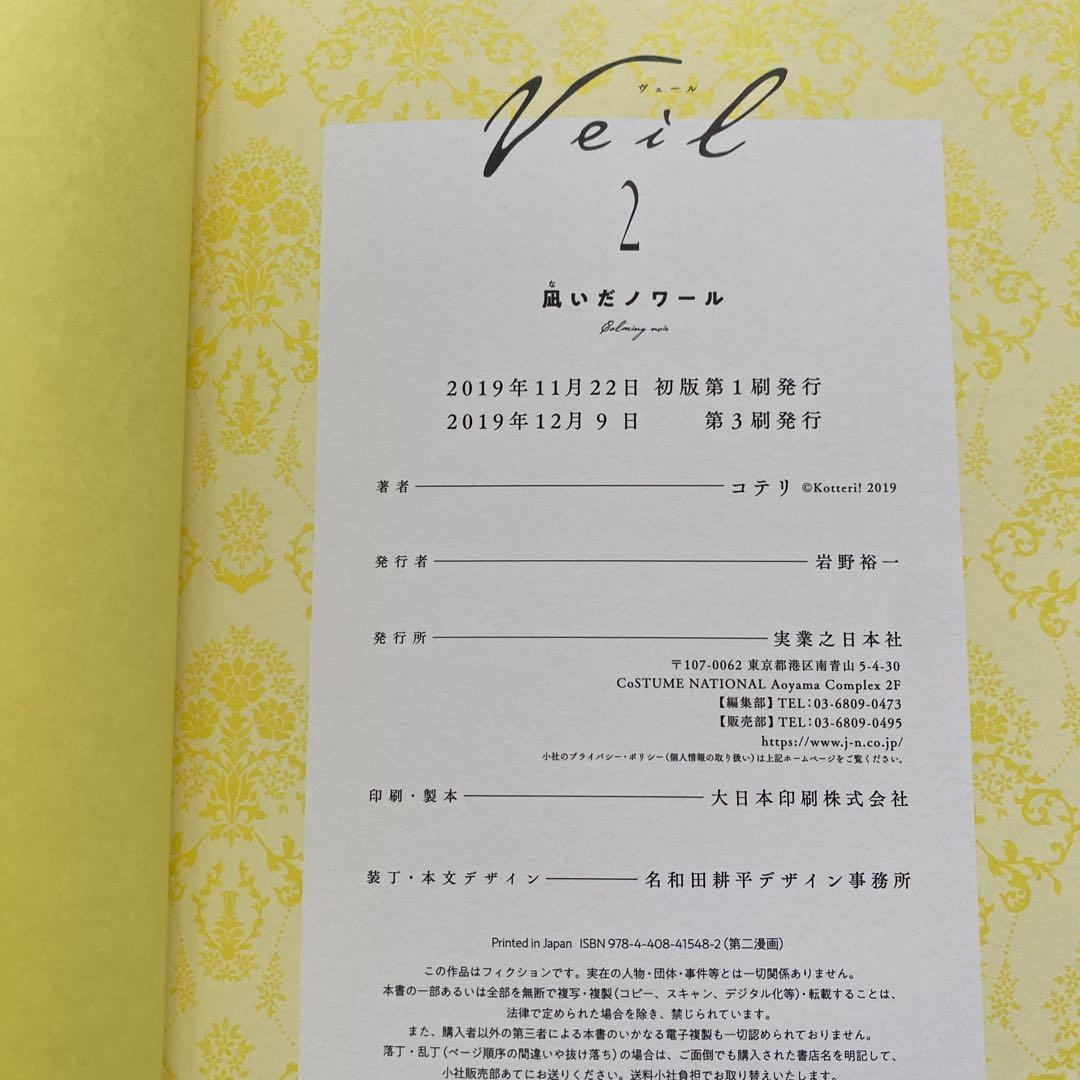 ヴェール
Veil
2
な
凪いだノワール
Calming noir
2019年11月22日 初版第1刷発行
2019年12月9日 第3刷発行
著者 コテリ ©Kotteri! 2019
発行者 岩野裕一
発行所 実業之日本社
〒107-0062 東京都港区南青山5-4-30
CoSTUME NATIONAL Aoyama Complex 2F
【編集部】TEL:03-6809-0473
【販売部】TEL:03-6809-0495
https://www.j-n.co.jp/
小社のプライバシー・ポリシー(個人情報の取り扱い)は上記ホームページをご覧ください。
印刷・製本 大日本印刷株式会社
装丁・本文デザイン 名和田耕平デザイン事務所
Printed in Japan ISBN 978-4-408-41548-2(第二漫画)
この作品はフィクションです。実在の人物・団体・事件等とは一切関係ありません。
本書の一部あるいは全部を無断で複写・複製(コピー、スキャン、デジタル化等)・転載することは、
法律で定められた場合を除き、禁じられています。
また、購入者以外の第三者による本書のいかなる電子複製も一切認められておりません。
落丁・乱丁(ページ順序の間違いや抜け落ち)の場合は、ご面倒でも購入された書店名を明記して、
小社販売部あてにお送りください。送料小社負担でお取り替えいたします。